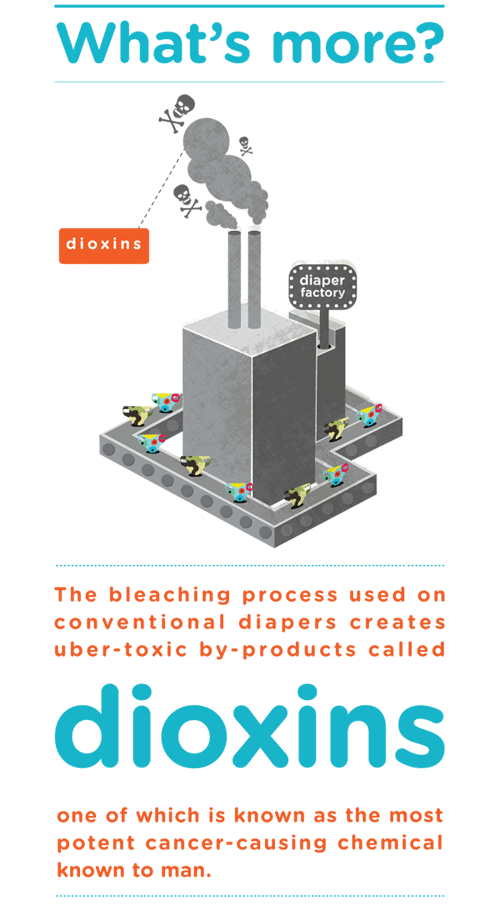 What's more?
dioxins
diaper
factory
The bleaching process used on
conventional diapers creates
uber-toxic by-products called
dioxins
one of which is known as the most
potent cancer-causing chemical
known to man.